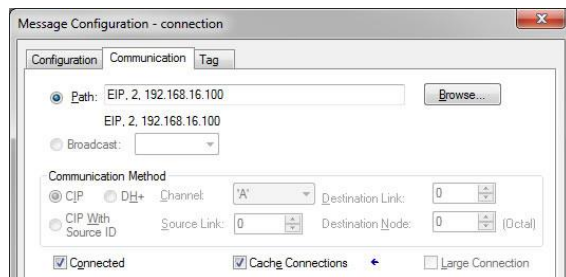 Message Configuration - connection
Configuration Communication Tag
Path: EIP, 2, 192.168.16.100 Browse...
EIP, 2, 192.168.16.100
Broadcast:
Communication Method
CIP DH+ Channel: 'A' Destination Link: 0
CIP With Source ID Source Link: 0 Destination Node: 0 (Octal)
Connected Cache Connections ← Large Connection